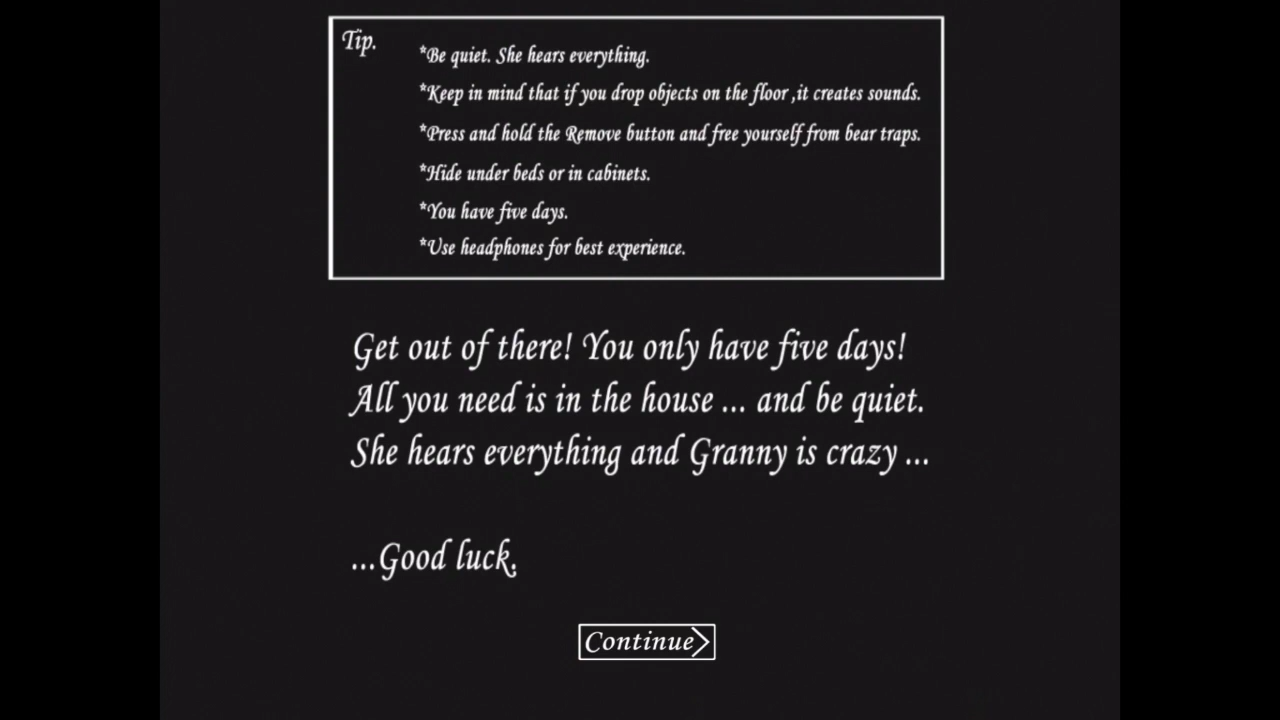 Tip.
*Be quiet. She hears everything.
*Keep in mind that if you drop objects on the floor ,it creates sounds.
*Press and hold the Remove button and free yourself from bear traps.
*Hide under beds or in cabinets.
*You have five days.
*Use headphones for best experience.
Get out of there! You only have five days!
All you need is in the house ... and be quiet.
She hears everything and Granny is crazy ...
...Good luck.
Continue>